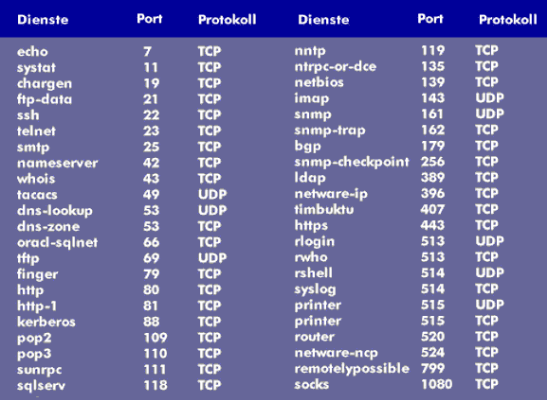 Dienste Port Protokoll Dienste Port Protokoll
echo 7 TCP nntp 119 TCP
systat 11 TCP ntrpc-or-dce 135 TCP
chargen 19 TCP netbios 139 TCP
ftp-data 21 TCP imap 143 UDP
ssh 22 TCP snmp 161 UDP
telnet 23 TCP snmp-trap 162 TCP
smtp 25 TCP bgp 179 TCP
nameserver 42 TCP snmp-checkpoint 256 TCP
whois 43 TCP ldap 389 TCP
tacacs 49 UDP netware-ip 396 TCP
dns-lookup 53 UDP timbuktu 407 TCP
dns-zone 53 TCP https 443 TCP
oracl-sqlnet 66 TCP rlogin 513 UDP
tftp 69 UDP rwho 513 TCP
finger 79 TCP rshell 514 UDP
http 80 TCP syslog 514 TCP
http-1 81 TCP printer 515 UDP
kerberos 88 TCP printer 515 TCP
pop2 109 TCP router 520 TCP
pop3 110 TCP netware-ncp 524 TCP
sunrpc 111 TCP remotelypossible 799 TCP
sqlserv 118 TCP socks 1080 TCP